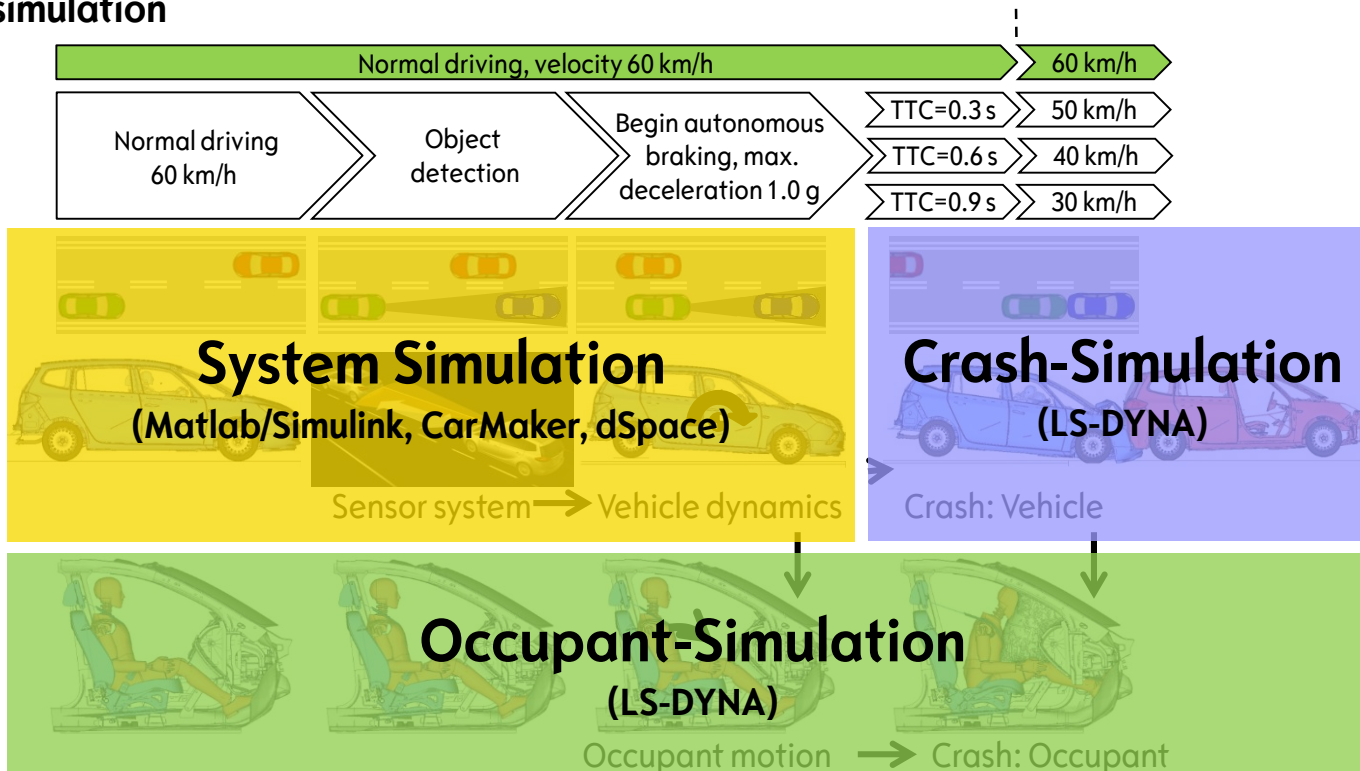 simulation
Normal driving, velocity 60 km/h
60 km/h
Normal driving
60 km/h
Object
detection
Begin autonomous
braking, max.
deceleration 1.0 g
TTC=0.3 s
50 km/h
TTC=0.6 s
40 km/h
TTC=0.9 s
30 km/h
System Simulation
(Matlab/Simulink, CarMaker, dSpace)
Sensor system
Vehicle dynamics
Crash-Simulation
(LS-DYNA)
Crash: Vehicle
Occupant-Simulation
(LS-DYNA)
Occupant motion
Crash: Occupant